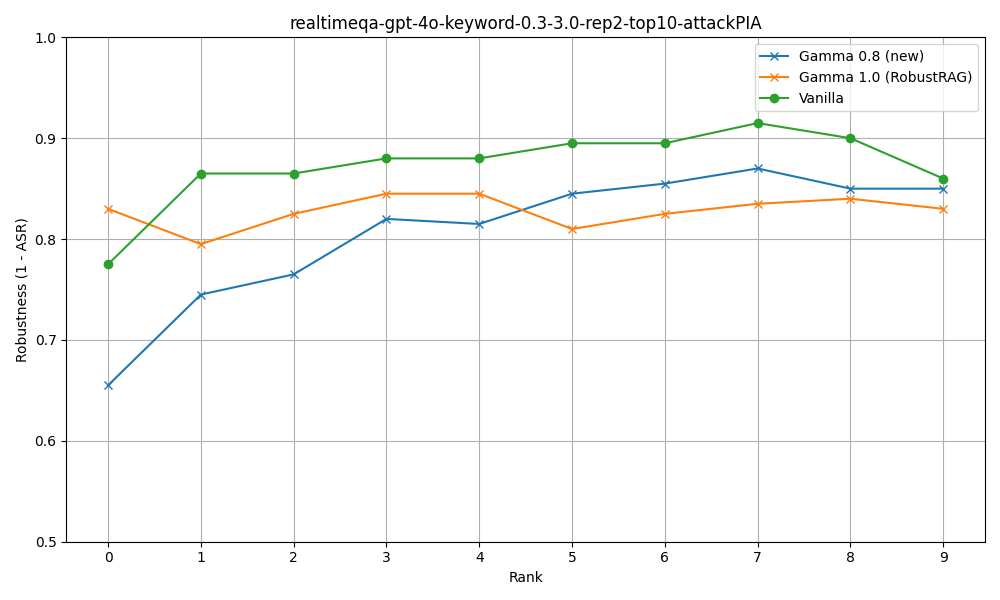 realtimeqa-gpt-4o-keyword-0.3-3.0-rep2-top10-attackPIA
Gamma 0.8 (new)
Gamma 1.0 (RobustRAG)
Vanilla
Robustness (1 - ASR)
1.0
0.9
0.8
0.7
0.6
0.5
0 1 2 3 4 5 6 7 8 9
Rank